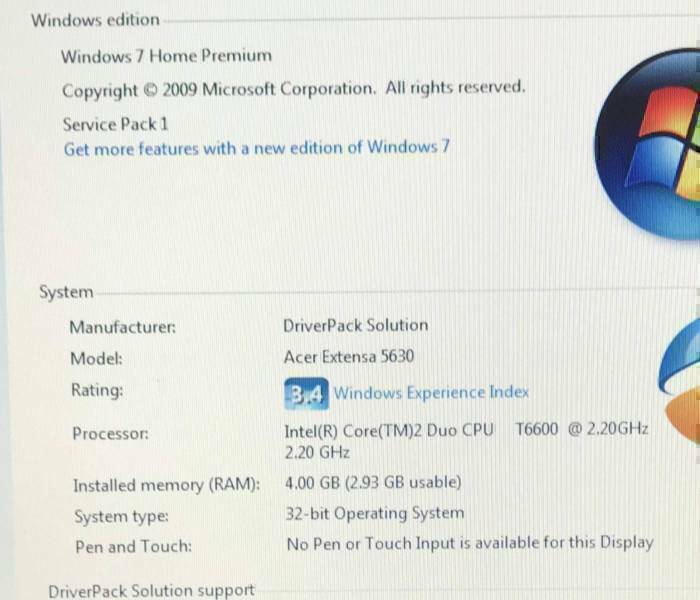 Windows edition
Windows 7 Home Premium
Copyright © 2009 Microsoft Corporation. All rights reserved.
Service Pack 1
Get more features with a new edition of Windows 7
System
Manufacturer: DriverPack Solution
Model: Acer Extensa 5630
Rating: 3.4 Windows Experience Index
Processor: Intel(R) Core(TM)2 Duo CPU T6600 @ 2.20GHz
2.20 GHz
Installed memory (RAM): 4.00 GB (2.93 GB usable)
System type: 32-bit Operating System
Pen and Touch: No Pen or Touch Input is available for this Display
DriverPack Solution support